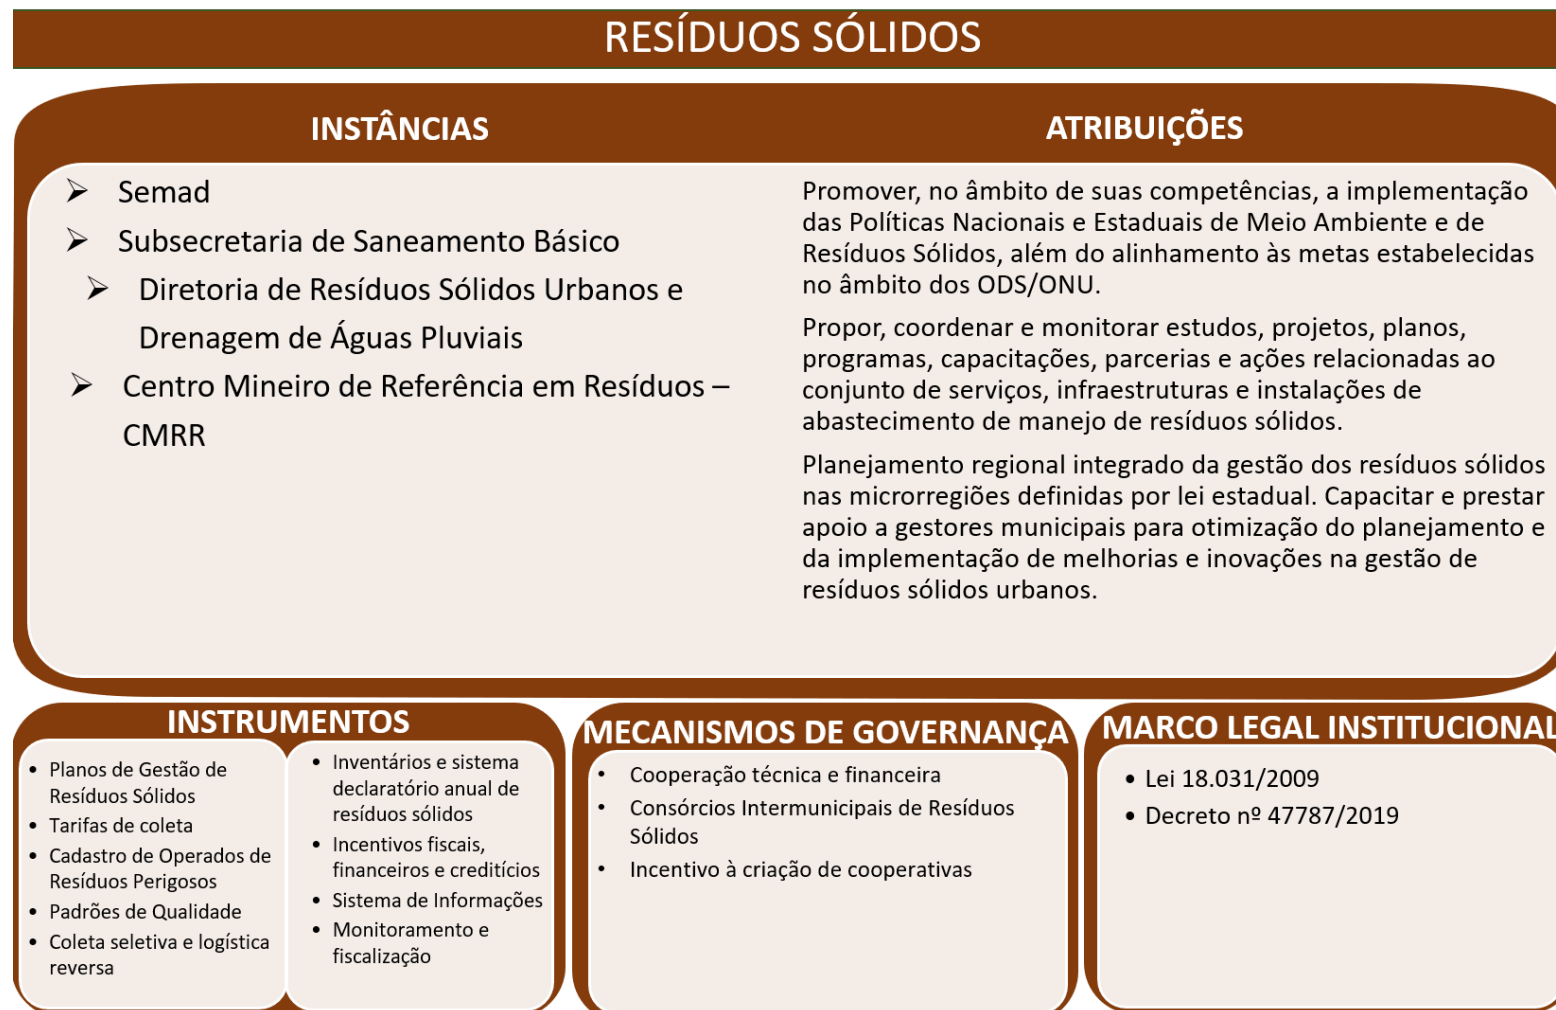 RESÍDUOS SÓLIDOS
INSTÂNCIAS
➢ Semad
➢ Subsecretaria de Saneamento Básico
➢ Diretoria de Resíduos Sólidos Urbanos e
Drenagem de Águas Pluviais
➢ Centro Mineiro de Referência em Resíduos –
CMRR
ATRIBUIÇÕES
Promover, no âmbito de suas competências, a implementação
das Políticas Nacionais e Estaduais de Meio Ambiente e de
Resíduos Sólidos, além do alinhamento às metas estabelecidas
no âmbito dos ODS/ONU.
Propor, coordenar e monitorar estudos, projetos, planos,
programas, capacitações, parcerias e ações relacionadas ao
conjunto de serviços, infraestruturas e instalações de
abastecimento de manejo de resíduos sólidos.
Planejamento regional integrado da gestão dos resíduos sólidos
nas microrregiões definidas por lei estadual. Capacitar e prestar
apoio a gestores municipais para otimização do planejamento e
da implementação de melhorias e inovações na gestão de
resíduos sólidos urbanos.
INSTRUMENTOS
• Planos de Gestão de
Resíduos Sólidos
• Tarifas de coleta
• Cadastro de Operados de
Resíduos Perigosos
• Padrões de Qualidade
• Coleta seletiva e logística
reversa
• Inventários e sistema
declaratório anual de
resíduos sólidos
• Incentivos fiscais,
financeiros e creditícios
• Sistema de Informações
• Monitoramento e
fiscalização
MECANISMOS DE GOVERNANÇA
• Cooperação técnica e financeira
• Consórcios Intermunicipais de Resíduos
Sólidos
• Incentivo à criação de cooperativas
MARCO LEGAL INSTITUCIONAL
• Lei 18.031/2009
• Decreto nº 47787/2019